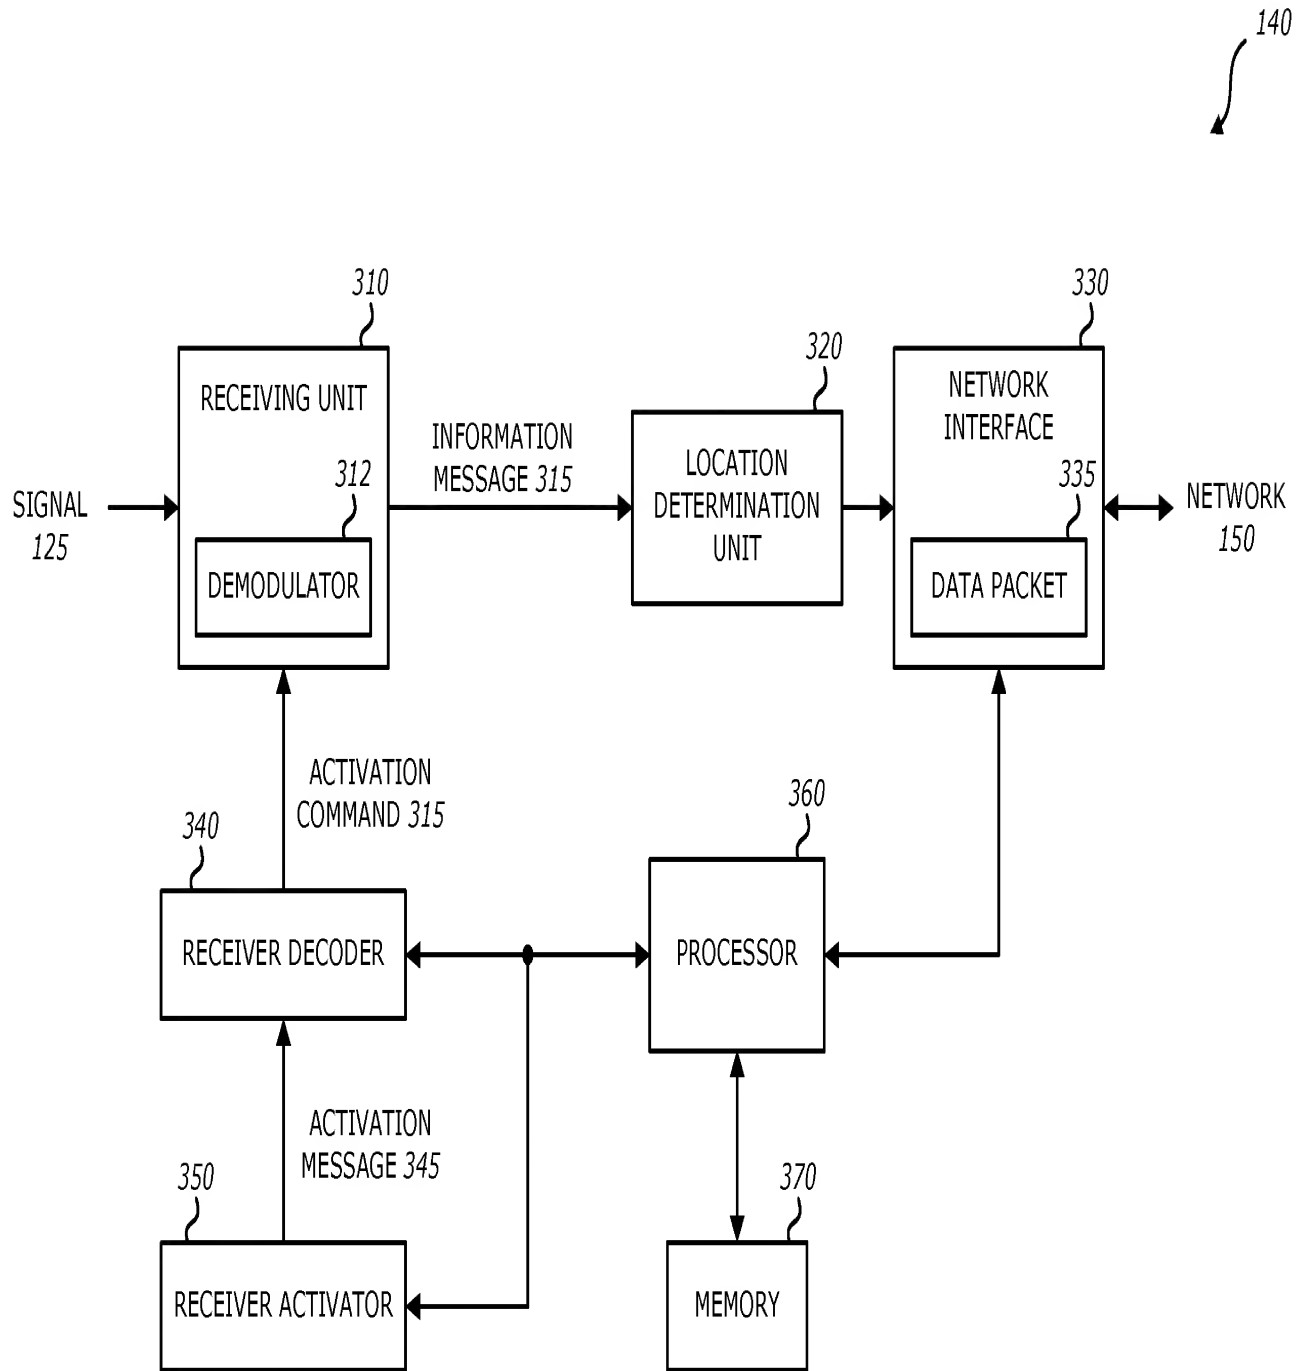 140
310
330
320
RECEIVING UNIT
NETWORK
INTERFACE
INFORMATION
MESSAGE 315
LOCATION
DETERMINATION
UNIT
312
335
SIGNAL
125
NETWORK
150
DEMODULATOR
DATA PACKET
ACTIVATION
COMMAND 315
360
340
RECEIVER DECODER
PROCESSOR
ACTIVATION
MESSAGE 345
350
370
RECEIVER ACTIVATOR
MEMORY